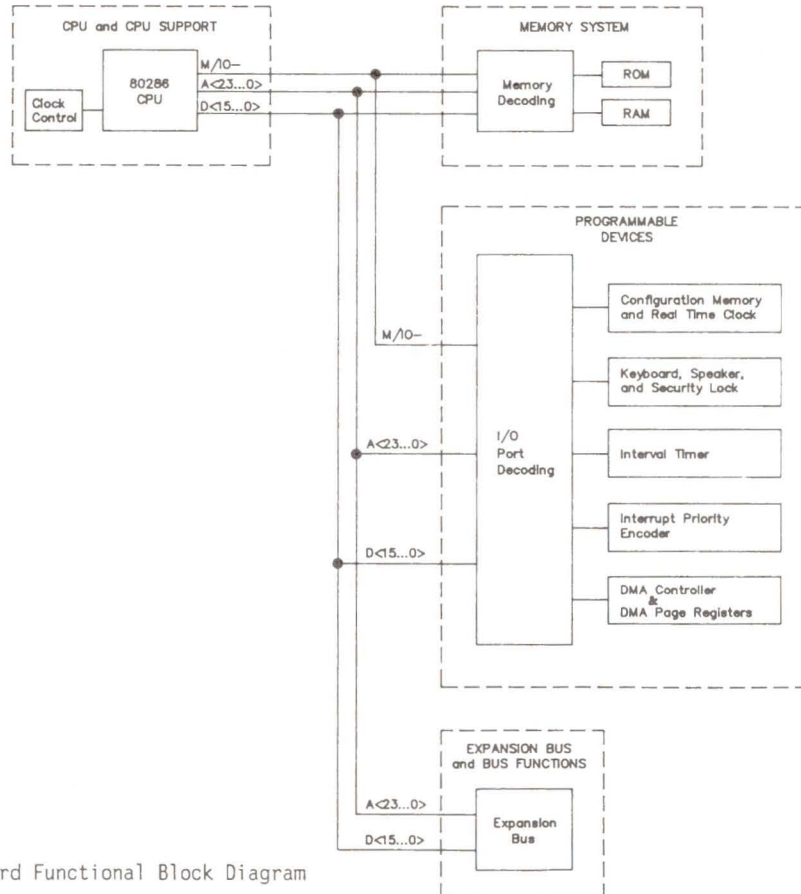 CPU and CPU SUPPORT
80286
CPU
Clock
Control
M/IO-
A<23...0>
D<15...0>
MEMORY SYSTEM
Memory
Decoding
ROM
RAM
PROGRAMMABLE
DEVICES
M/IO-
A<23...0>
D<15...0>
I/O
Port
Decoding
Configuration Memory
and Real Time Clock
Keyboard, Speaker,
and Security Lock
Interval Timer
Interrupt Priority
Encoder
DMA Controller
&
DMA Page Registers
EXPANSION BUS
and BUS FUNCTIONS
A<23...0>
D<15...0>
Expansion
Bus
rd Functional Block Diagram